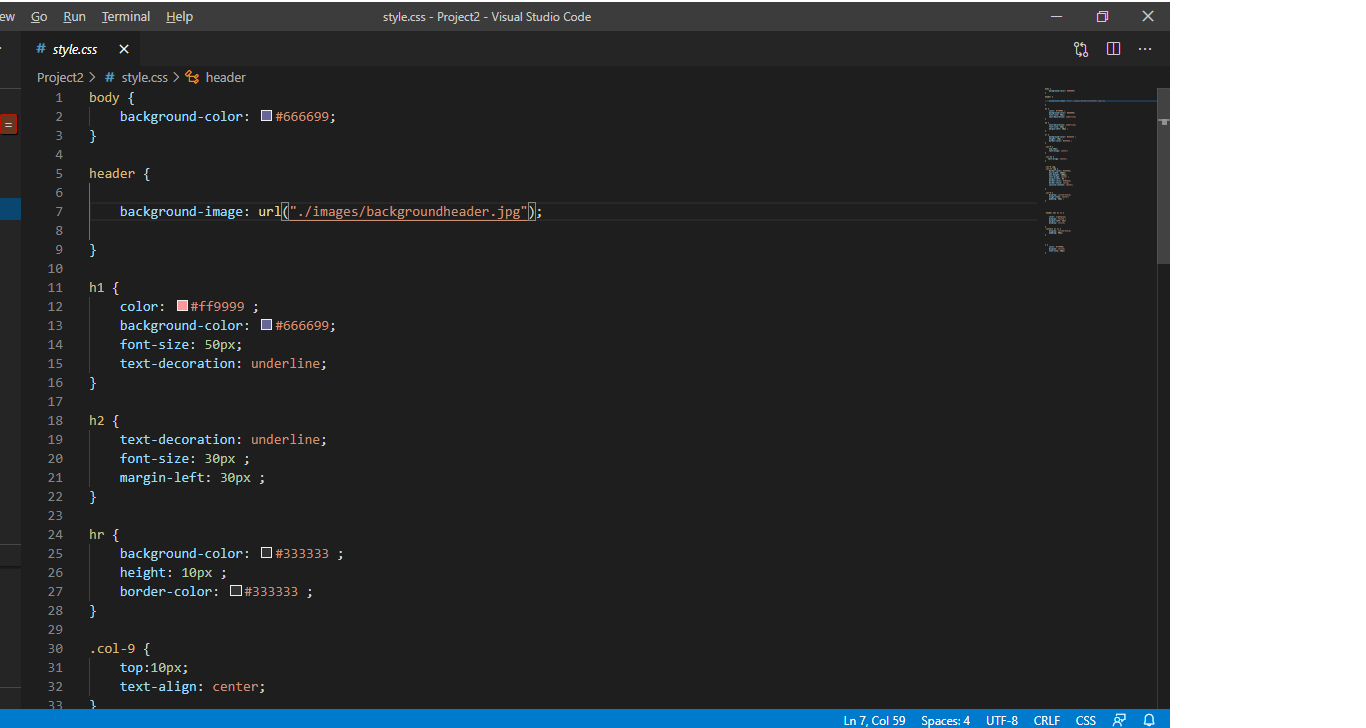 ew Go Run Terminal Help style.css - Project2 - Visual Studio Code
# style.css
Project2 > # style.css > header
1 body {
2 background-color: #666699;
3 }
4
5 header {
6
7 background-image: url("./images/backgroundheader.jpg");
8
9 }
10
11 h1 {
12 color: #ff9999 ;
13 background-color: #666699;
14 font-size: 50px;
15 text-decoration: underline;
16 }
17
18 h2 {
19 text-decoration: underline;
20 font-size: 30px ;
21 margin-left: 30px ;
22 }
23
24 hr {
25 background-color: #333333 ;
26 height: 10px ;
27 border-color: #333333 ;
28 }
29
30 .col-9 {
31 top:10px;
32 text-align: center;
33 }
Ln 7, Col 59 Spaces: 4 UTF-8 CRLF CSS